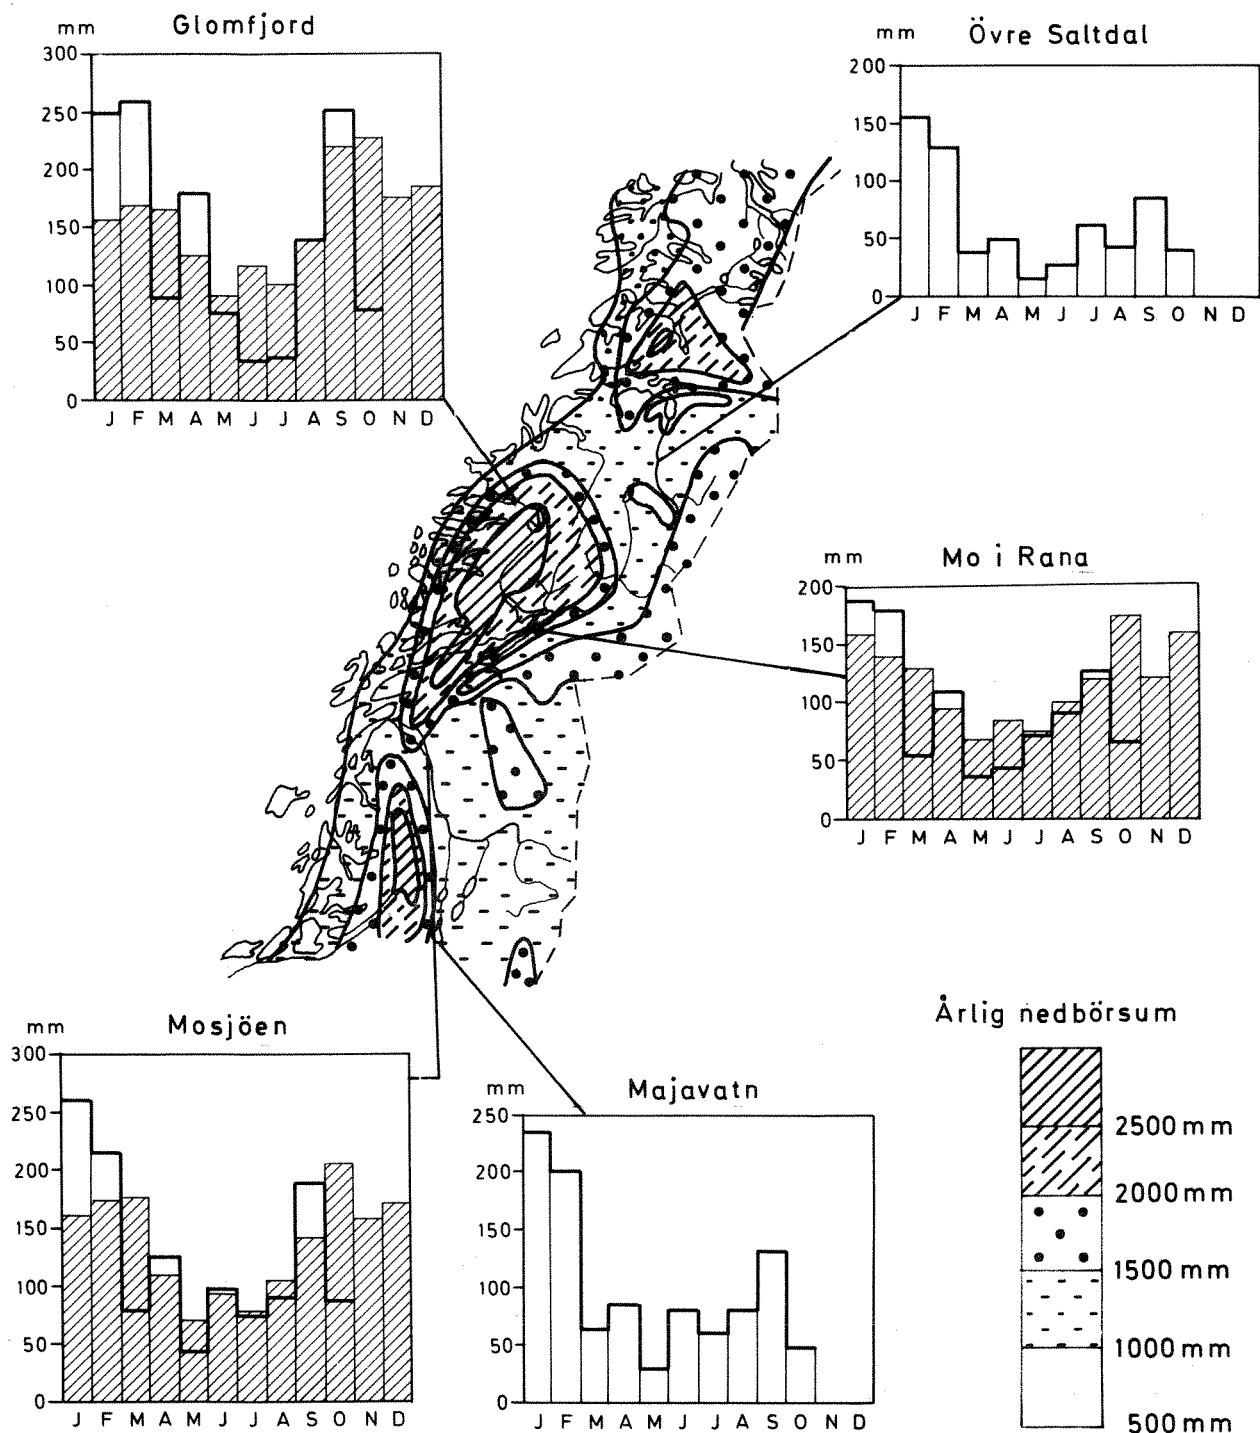 Glomfjord
mm
300
250
200
150
100
50
0
J F M A M J J A S O N D
Övre Saltdal
mm
200
150
100
50
0
J F M A M J J A S O N D
Mo i Rana
mm
200
150
100
50
0
J F M A M J J A S O N D
Mosjöen
mm
300
250
200
150
100
50
0
J F M A M J J A S O N D
Majavatn
mm
250
200
150
100
50
0
J F M A M J J A S O N D
Årlig nedbörsum
2500 mm
2000 mm
1500 mm
1000 mm
500 mm